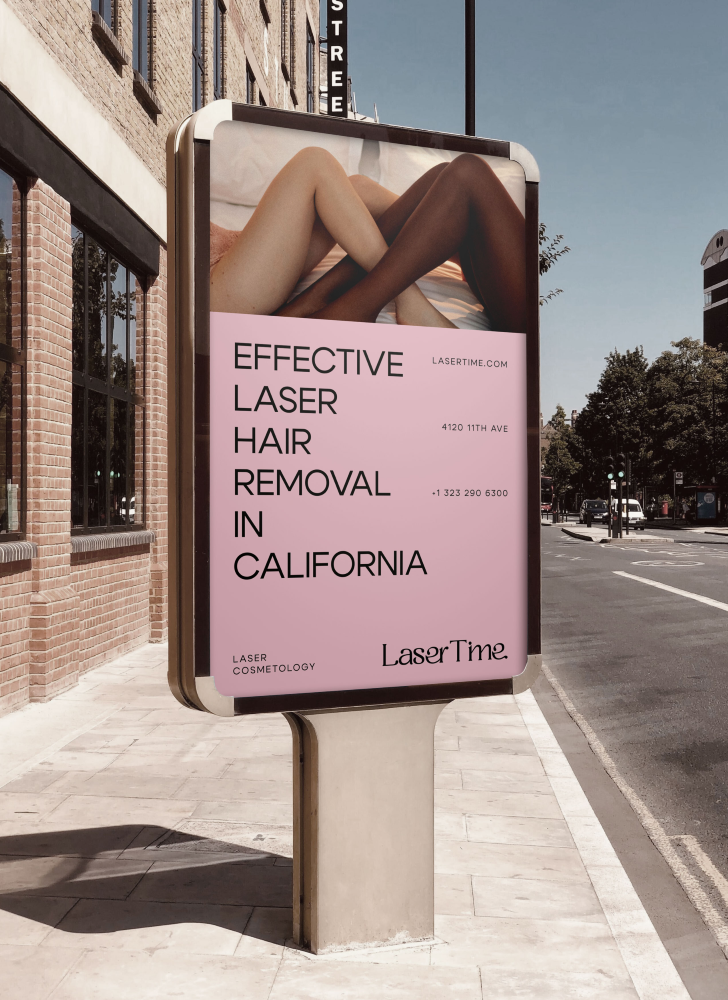 STREE
EFFECTIVE
LASER
HAIR
REMOVAL
IN
CALIFORNIA
LASERTIME.COM
4120 11TH AVE
+1 323 290 6300
LASER
COSMETOLOGY
LaserTime.